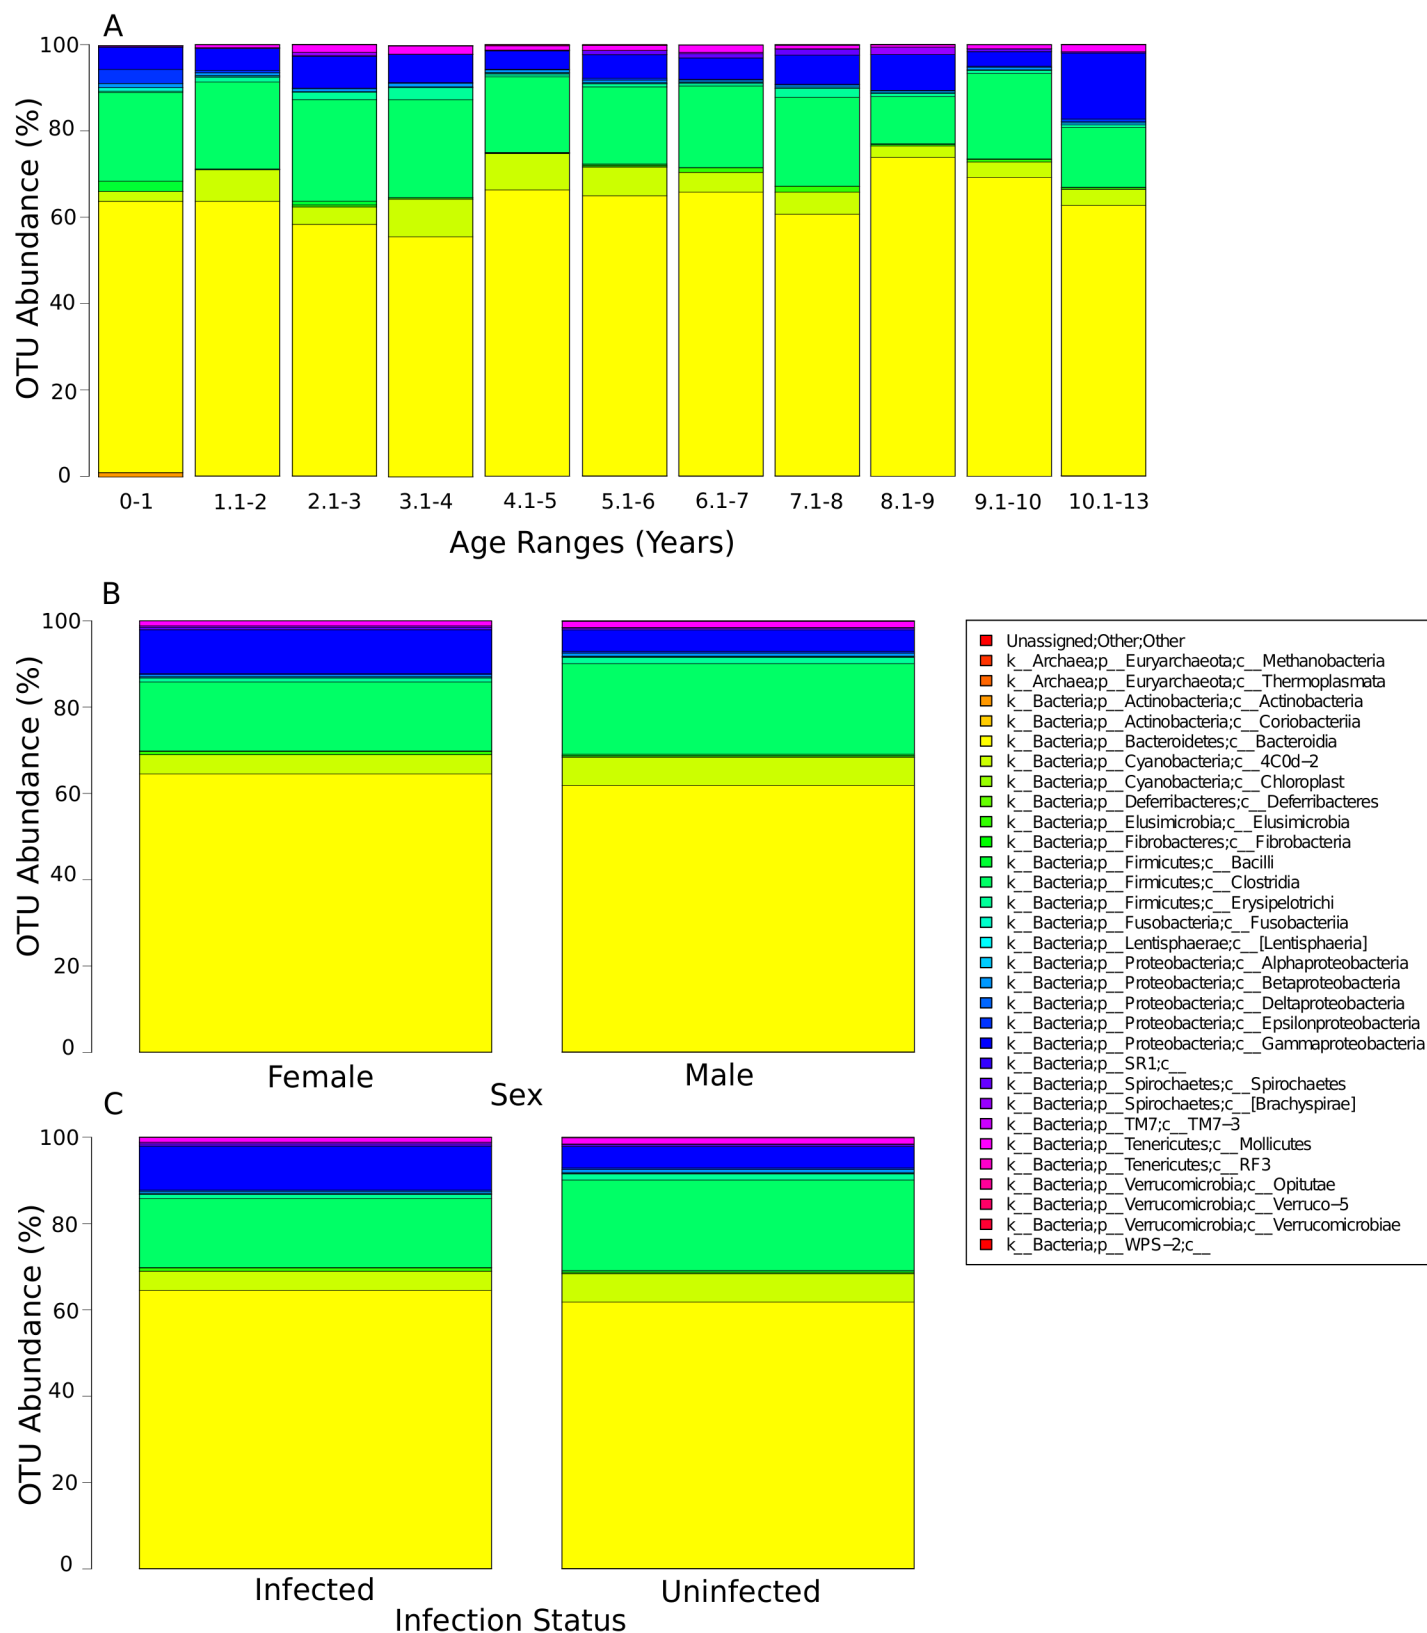 A
OTU Abundance (%)
100
80
60
40
20
0
0-1 1.1-2 2.1-3 3.1-4 4.1-5 5.1-6 6.1-7 7.1-8 8.1-9 9.1-10 10.1-13
Age Ranges (Years)
B
OTU Abundance (%)
100
80
60
40
20
0
Female Male
Sex
C
OTU Abundance (%)
100
80
60
40
20
0
Infected Uninfected
Infection Status
Unassigned;Other;Other
k__Archaea;p__Euryarchaeota;c__Methanobacteria
k__Archaea;p__Euryarchaeota;c__Thermoplasmata
k__Bacteria;p__Actinobacteria;c__Actinobacteria
k__Bacteria;p__Actinobacteria;c__Coriobacteriia
k__Bacteria;p__Bacteroidetes;c__Bacteroidia
k__Bacteria;p__Cyanobacteria;c__4C0d−2
k__Bacteria;p__Cyanobacteria;c__Chloroplast
k__Bacteria;p__Deferribacteres;c__Deferribacteres
k__Bacteria;p__Elusimicrobia;c__Elusimicrobia
k__Bacteria;p__Fibrobacteres;c__Fibrobacteria
k__Bacteria;p__Firmicutes;c__Bacilli
k__Bacteria;p__Firmicutes;c__Clostridia
k__Bacteria;p__Firmicutes;c__Erysipelotrichi
k__Bacteria;p__Fusobacteria;c__Fusobacteriia
k__Bacteria;p__Lentisphaerae;c__[Lentisphaeria]
k__Bacteria;p__Proteobacteria;c__Alphaproteobacteria
k__Bacteria;p__Proteobacteria;c__Betaproteobacteria
k__Bacteria;p__Proteobacteria;c__Deltaproteobacteria
k__Bacteria;p__Proteobacteria;c__Epsilonproteobacteria
k__Bacteria;p__Proteobacteria;c__Gammaproteobacteria
k__Bacteria;p__SR1;c__
k__Bacteria;p__Spirochaetes;c__Spirochaetes
k__Bacteria;p__Spirochaetes;c__[Brachyspirae]
k__Bacteria;p__TM7;c__TM7−3
k__Bacteria;p__Tenericutes;c__Mollicutes
k__Bacteria;p__Tenericutes;c__RF3
k__Bacteria;p__Verrucomicrobia;c__Opitutae
k__Bacteria;p__Verrucomicrobia;c__Verruco−5
k__Bacteria;p__Verrucomicrobia;c__Verrucomicrobiae
k__Bacteria;p__WPS−2;c__